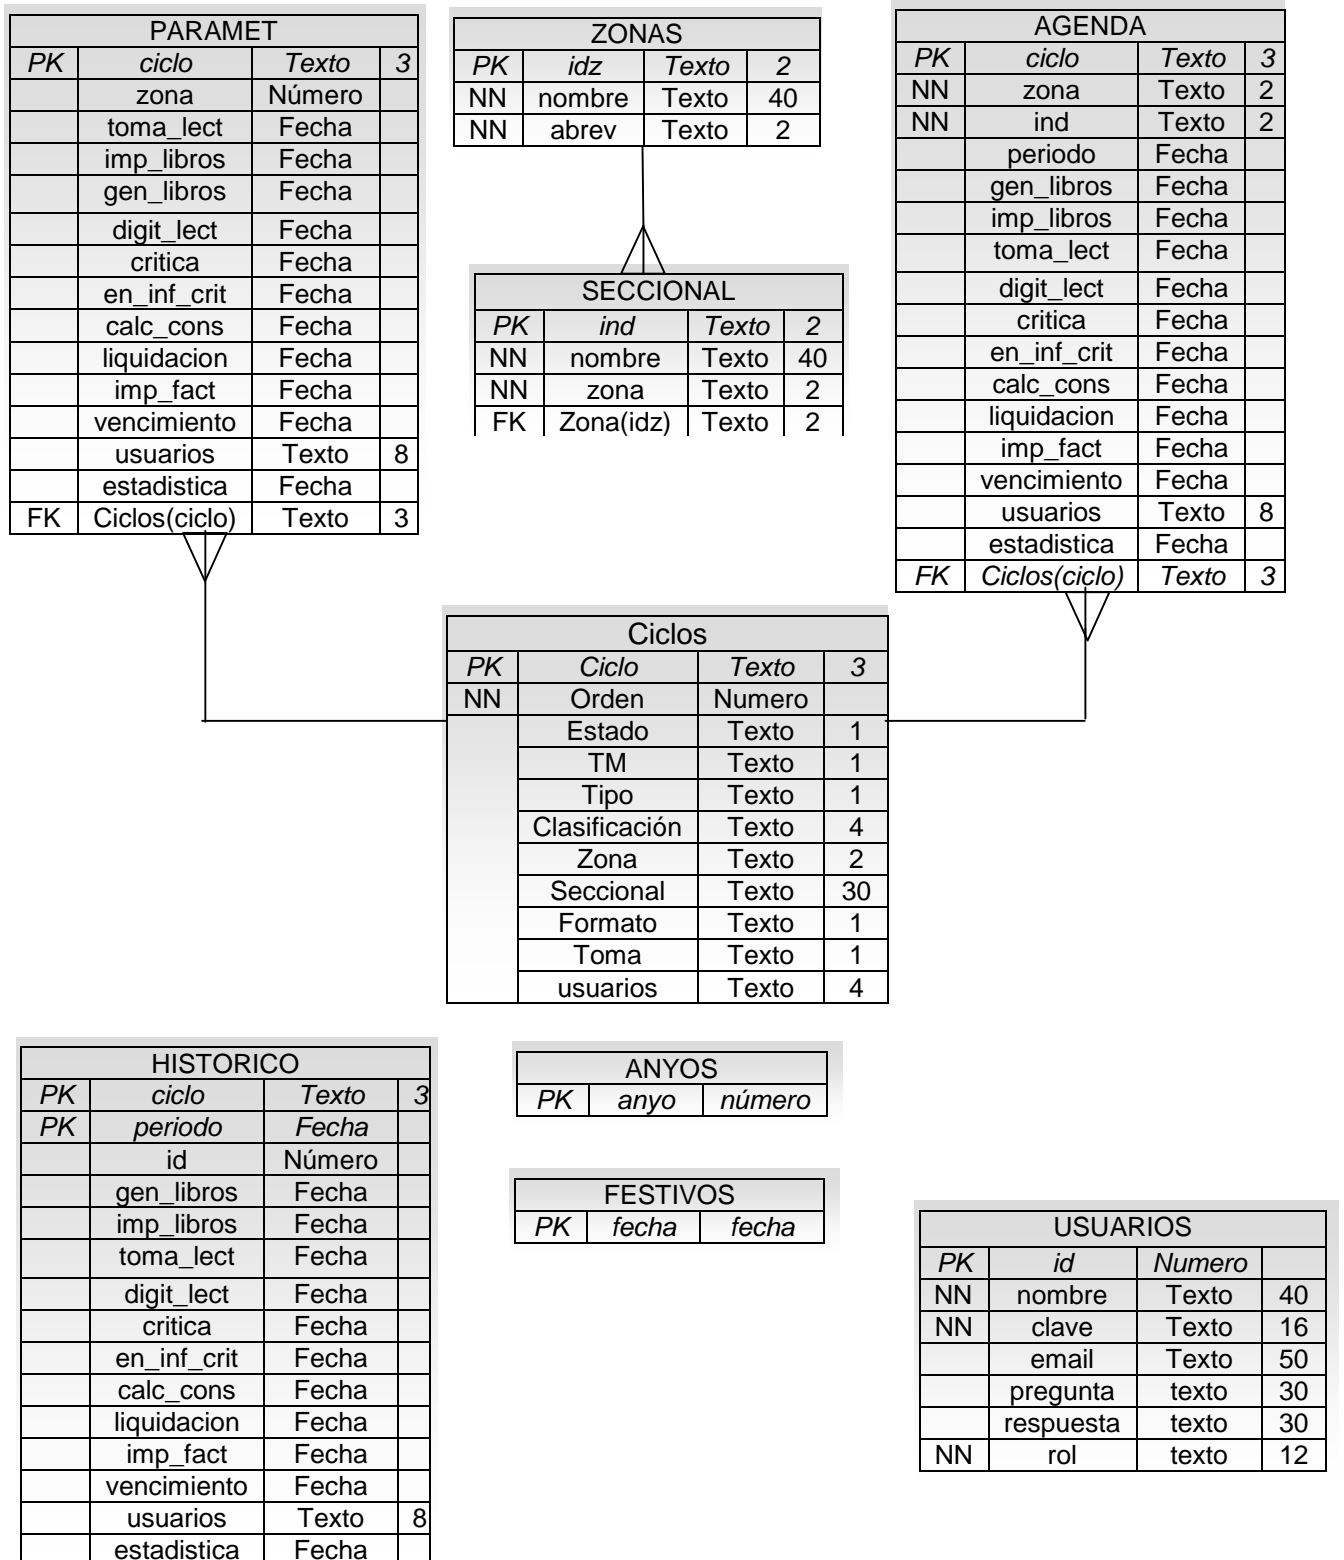 PARAMET
PK ciclo Texto 3
zona Número
toma_lect Fecha
imp_libros Fecha
gen_libros Fecha
digit_lect Fecha
critica Fecha
en_inf_crit Fecha
calc_cons Fecha
liquidacion Fecha
imp_fact Fecha
vencimiento Fecha
usuarios Texto 8
estadistica Fecha
FK Ciclos(ciclo) Texto 3
ZONAS
PK idz Texto 2
NN nombre Texto 40
NN abrev Texto 2
SECCIONAL
PK ind Texto 2
NN nombre Texto 40
NN zona Texto 2
FK Zona(idz) Texto 2
AGENDA
PK ciclo Texto 3
NN zona Texto 2
NN ind Texto 2
periodo Fecha
gen_libros Fecha
imp_libros Fecha
toma_lect Fecha
digit_lect Fecha
critica Fecha
en_inf_crit Fecha
calc_cons Fecha
liquidacion Fecha
imp_fact Fecha
vencimiento Fecha
usuarios Texto 8
estadistica Fecha
FK Ciclos(ciclo) Texto 3
Ciclos
PK Ciclo Texto 3
NN Orden Numero
Estado Texto 1
TM Texto 1
Tipo Texto 1
Clasificación Texto 4
Zona Texto 2
Seccional Texto 30
Formato Texto 1
Toma Texto 1
usuarios Texto 4
HISTORICO
PK ciclo Texto 3
PK periodo Fecha
id Número
gen_libros Fecha
imp_libros Fecha
toma_lect Fecha
digit_lect Fecha
critica Fecha
en_inf_crit Fecha
calc_cons Fecha
liquidacion Fecha
imp_fact Fecha
vencimiento Fecha
usuarios Texto 8
estadistica Fecha
ANYOS
PK anyo número
FESTIVOS
PK fecha fecha
USUARIOS
PK id Numero
NN nombre Texto 40
NN clave Texto 16
email Texto 50
pregunta texto 30
respuesta texto 30
NN rol texto 12